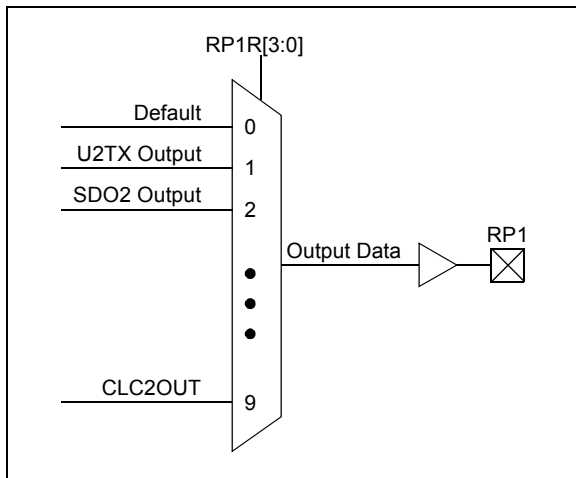 RP1R[3:0]
Default
0
U2TX Output
1
SDO2 Output
2
Output Data
RP1
CLC2OUT
9